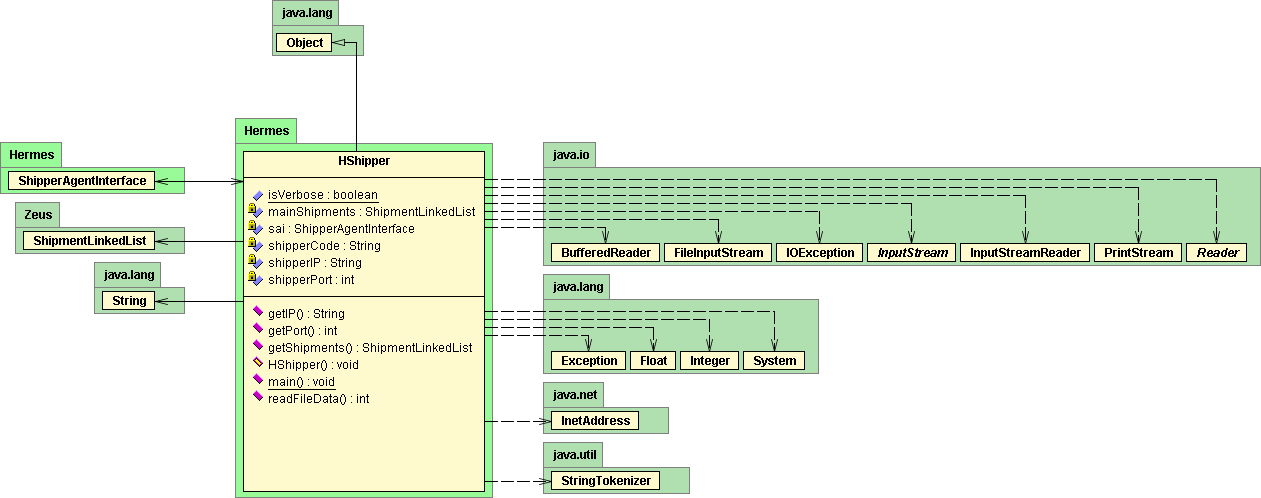 java.lang
Object
Hermes
ShipperAgentInterface
Zeus
ShipmentLinkedList
java.lang
String
Hermes
HShipper
isVerbose : boolean
mainShipments : ShipmentLinkedList
sai : ShipperAgentInterface
shipperCode : String
shipperIP : String
shipperPort : int
getIP() : String
getPort() : int
getShipments() : ShipmentLinkedList
HShipper() : void
main() : void
readFileData() : int
java.io
BufferedReader FileInputStream IOException InputStream InputStreamReader PrintStream Reader
java.lang
Exception Float Integer System
java.net
InetAddress
java.util
StringTokenizer